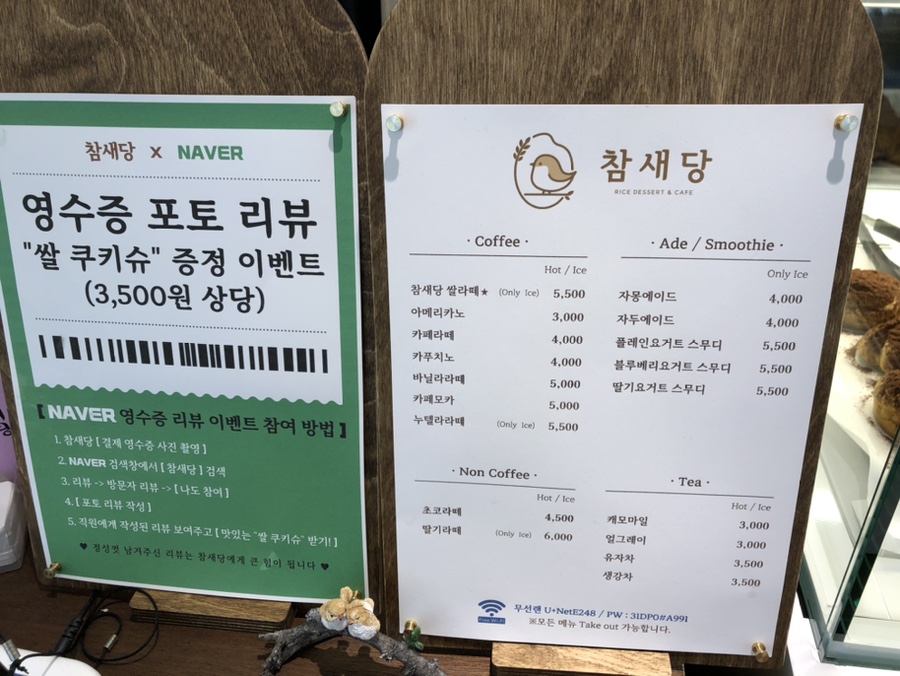 참새당 x NAVER
영수증 포토 리뷰
"쌀 쿠키슈" 증정 이벤트
(3,500원 상당)
[ NAVER 영수증 리뷰 이벤트 참여 방법 ]
1. 참새당 [ 결제 영수증 사진 촬영 ]
2. NAVER 검색창에서 [ 참새당 ] 검색
3. 리뷰 -> 방문자 리뷰 -> [ 나도 참여 ]
4. [ 포토 리뷰 작성 ]
5. 직원에게 작성된 리뷰 보여주고 [ 맛있는 "쌀 쿠키슈" 받기! ]
♥ 정성껏 남겨주신 리뷰는 참새당에게 큰 힘이 됩니다 ♥
참새당
RICE DESSERT & CAFE
· Coffee ·
Hot / Ice
참새당 쌀라떼★ (Only Ice) 5,500
아메리카노 3,000
카페라떼 4,000
카푸치노 4,000
바닐라라떼 5,000
카페모카 5,000
누텔라라떼 (Only Ice) 5,500
· Ade / Smoothie ·
Only Ice
자몽에이드 4,000
자두에이드 4,000
플레인요거트 스무디 5,500
블루베리요거트 스무디 5,500
딸기요거트 스무디 5,500
· Non Coffee ·
Hot / Ice
초코라떼 4,500
딸기라떼 (Only Ice) 6,000
· Tea ·
Hot / Ice
캐모마일 3,000
얼그레이 3,000
유자차 3,500
생강차 3,500
Free Wi-Fi
무선랜 U+NetE248 / PW : 31DP0#A991
※모든 메뉴 Take out 가능합니다.